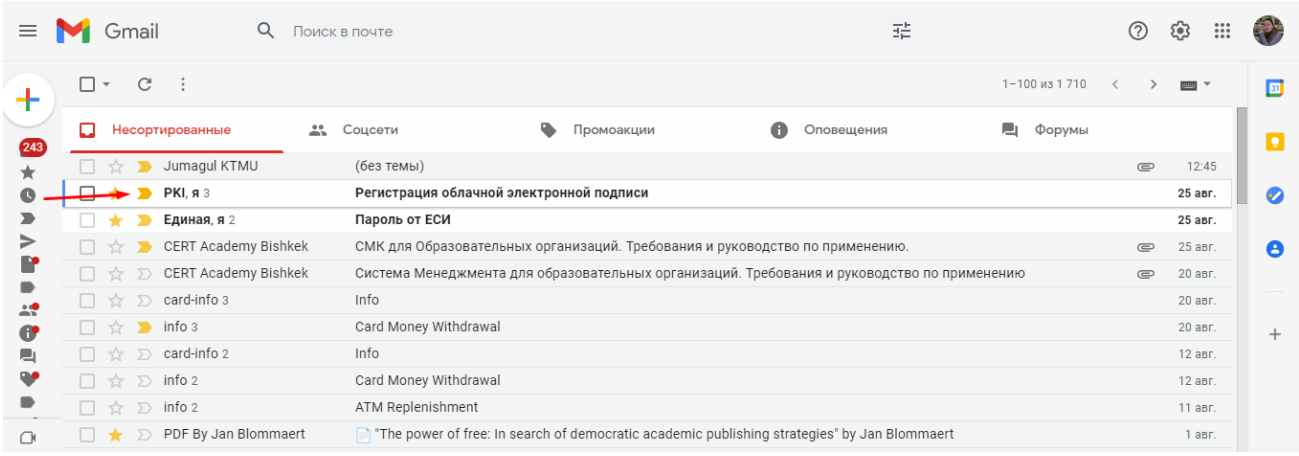 Gmail
Поиск в почте
1–100 из 1 710
31
243
Несортированные Соцсети Промоакции Оповещения Форумы
Jumagul KTMU (без темы) 12:45
PKI, я 3 Регистрация облачной электронной подписи 25 авг.
Единая, я 2 Пароль от ЕСИ 25 авг.
CERT Academy Bishkek СМК для Образовательных организаций. Требования и руководство по применению. 25 авг.
CERT Academy Bishkek Система Менеджмента для образовательных организаций. Требования и руководство по применению 20 авг.
card-info 3 Info 20 авг.
info 3 Card Money Withdrawal 20 авг.
card-info 2 Info 12 авг.
info 2 Card Money Withdrawal 12 авг.
info 2 ATM Replenishment 11 авг.
PDF By Jan Blommaert "The power of free: In search of democratic academic publishing strategies" by Jan Blommaert 1 авг.